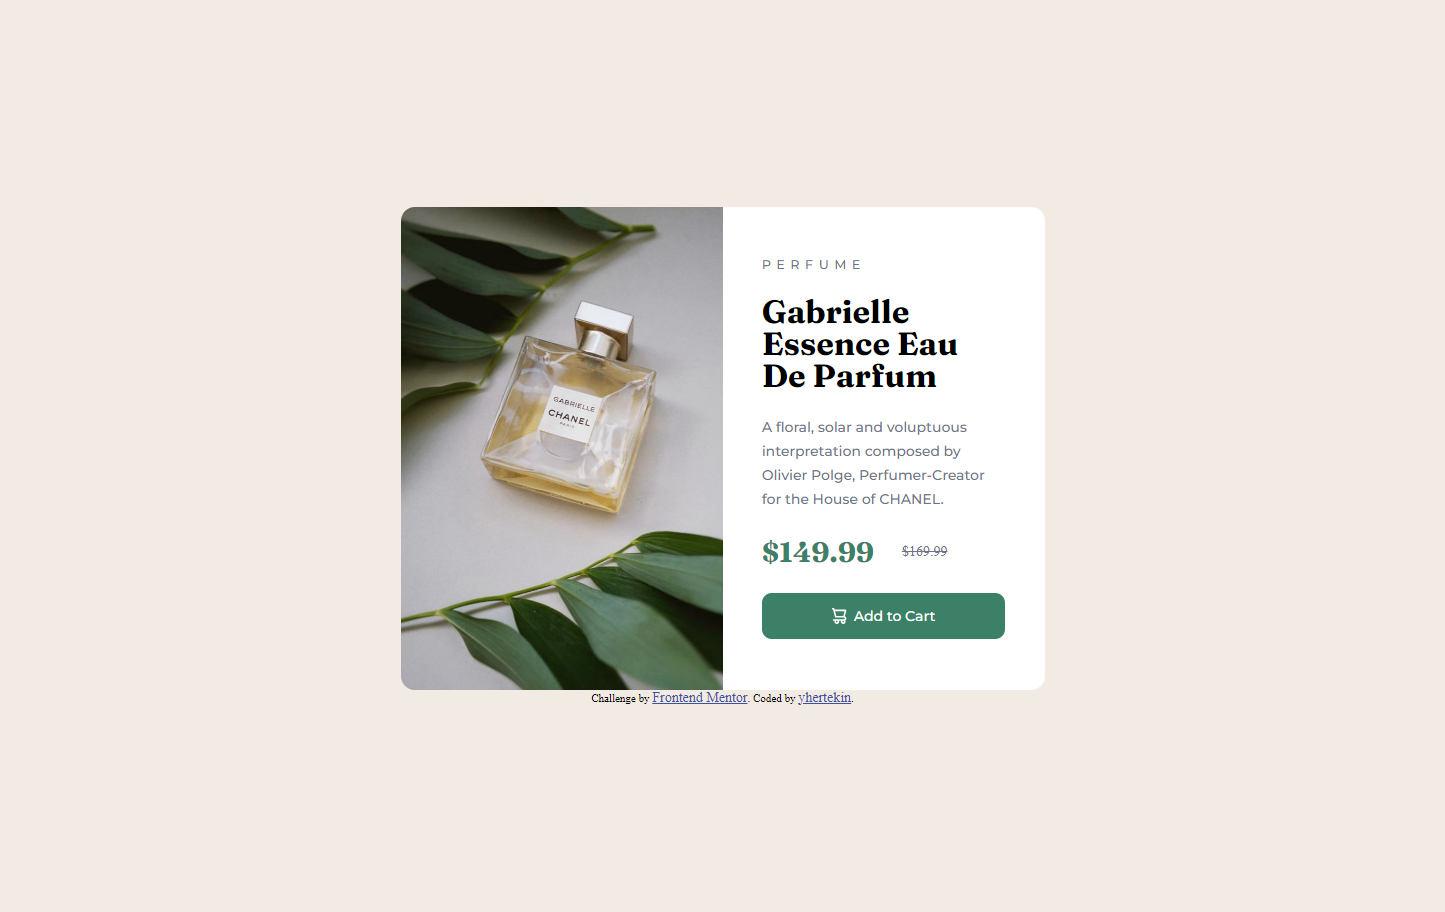 GABRIELLE
CHANEL
PARIS
PERFUME
Gabrielle
Essence Eau
De Parfum
A floral, solar and voluptuous
interpretation composed by
Olivier Polge, Perfumer-Creator
for the House of CHANEL.
$149.99 $169.99
Add to Cart
Challenge by Frontend Mentor. Coded by yhertekin.